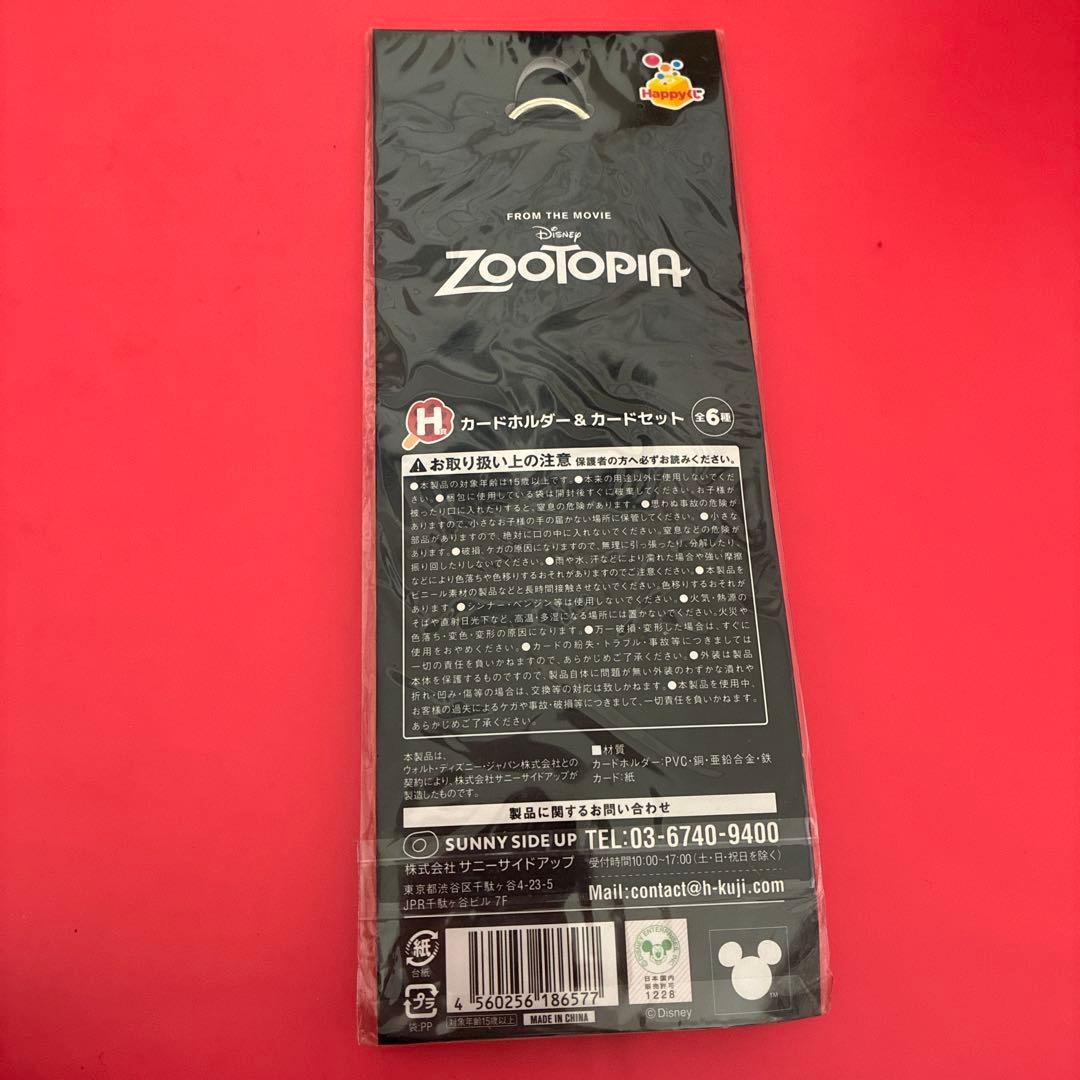 Happyくじ
FROM THE MOVIE
Disney
ZOOTOPIA
H賞 カードホルダー&カードセット 全6種
お取り扱い上の注意 保護者の方へ必ずお読みください。
●本製品の対象年齢は15歳以上です。●本来の用途以外に使用しないでくだ
さい。●梱包に使用している袋は開封後すぐに破棄してください。お子様が
被ったり口に入れたりすると、窒息の危険があります。●思わぬ事故の危険が
ありますので、小さなお子様の手の届かない場所に保管してください。●小さな
部品がありますので、絶対に口の中に入れないでください。窒息などの危険が
あります。●破損、ケガの原因になりますので、無理に引っ張ったり、分解したり、
振り回したりしないでください。●雨や水、汗などにより濡れた場合や強い摩擦
などにより色落ちや色移りするおそれがありますのでご注意ください。●本製品を
ビニール素材の製品などと長時間接触させないでください。色移りするおそれが
あります。●シンナー・ベンジン等は使用しないでください。●火気・熱源の
そばや直射日光下など、高温・多湿になる場所には置かないでください。火災や
色落ち・変色・変形の原因になります。●万一破損・変形した場合は、すぐに
使用をおやめください。●カードの紛失・トラブル・事故等につきましては
一切の責任を負いかねますので、あらかじめご了承ください。●外装は製品
本体を保護するものですので、製品自体に問題が無い外装のわずかな潰れや
折れ・凹み・傷等の場合は、交換等の対応は致しかねます。●本製品を使用中、
お客様の過失によるケガや事故・破損等につきまして、一切責任を負いかねます。
あらかじめご了承ください。
本製品は、
ウォルト・ディズニー・ジャパン株式会社との
契約により、株式会社サニーサイドアップが
製造したものです。
■材質
カードホルダー:PVC・銅・亜鉛合金・鉄
カード:紙
製品に関するお問い合わせ
SUNNY SIDE UP
株式会社 サニーサイドアップ
東京都渋谷区千駄ヶ谷4-23-5
JPR千駄ヶ谷ビル 7F
TEL:03-6740-9400
受付時間10:00~17:00(土・日・祝日を除く)
Mail:contact@h-kuji.com
紙
台紙
プラ
袋:PP
4 560256 186577
対象年齢15歳以上
MADE IN CHINA
©DISNEY ENTERPRISES, INC.
日本国内
販売許可
1228
TM
©Disney